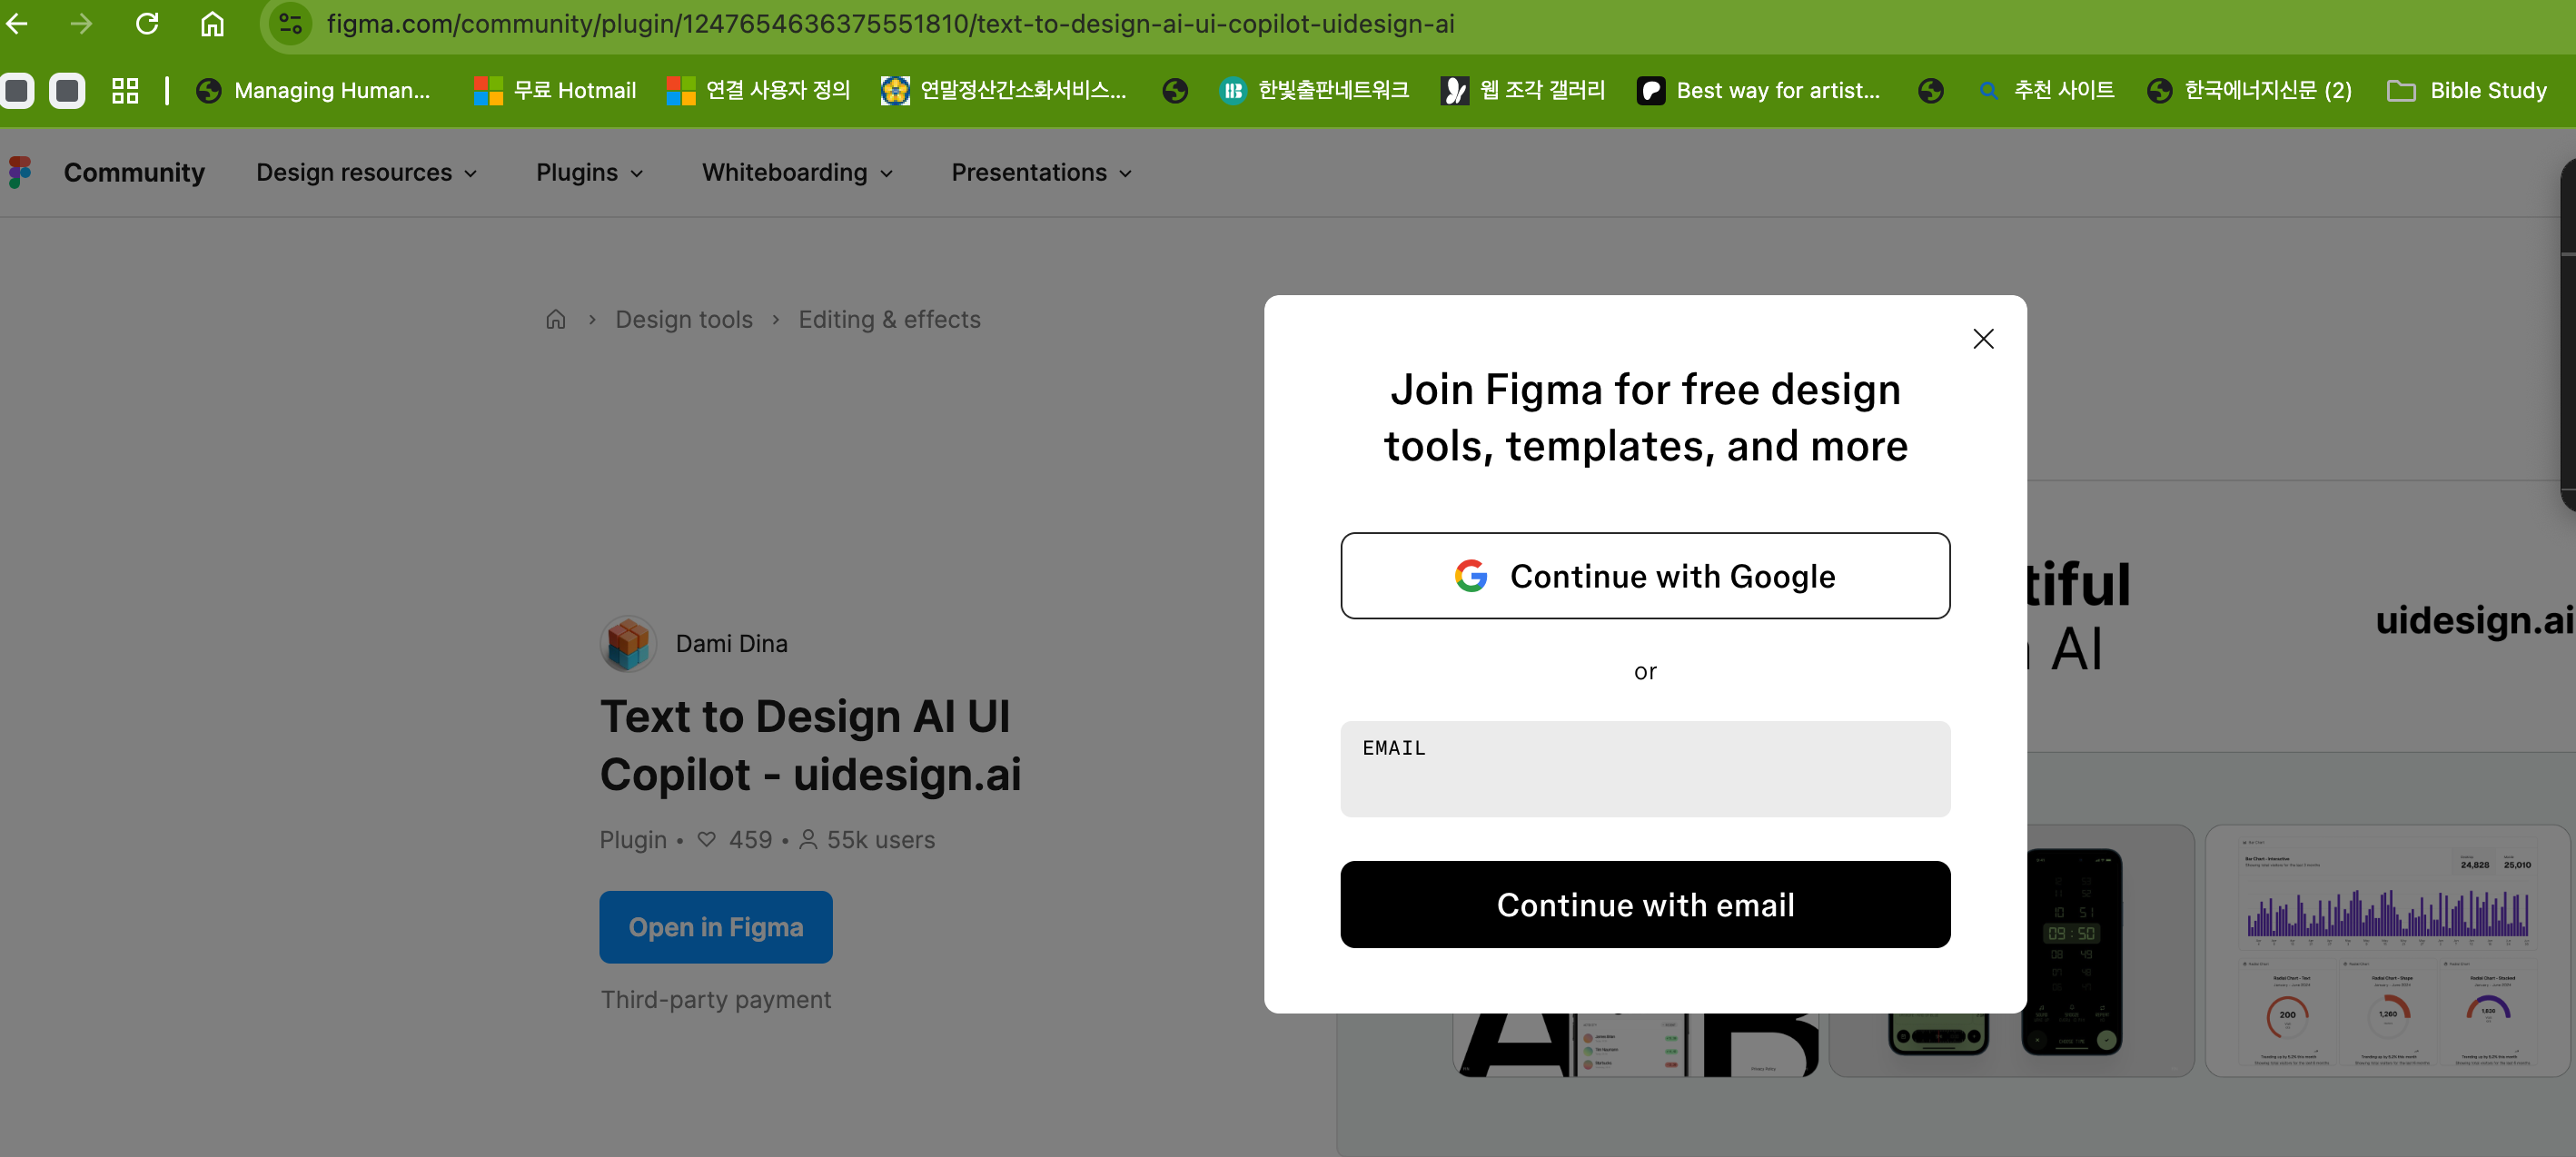 figma.com/community/plugin/1247654636375551810/text-to-design-ai-ui-copilot-uidesign-ai
Managing Human... 무료 Hotmail 연결 사용자 정의 연말정산간소화서비스... 한빛출판네트워크 웹 조각 갤러리 Best way for artist... 추천 사이트 한국에너지신문 (2) Bible Study
Community Design resources Plugins Whiteboarding Presentations
Design tools > Editing & effects
Join Figma for free design
tools, templates, and more
Continue with Google
or
EMAIL
Continue with email
Dami Dina
Text to Design AI UI
Copilot - uidesign.ai
Plugin • 459 • 55k users
Open in Figma
Third-party payment
tiful
AI
uidesign.ai
09:50
24,828 25,010
200
1,260
A B